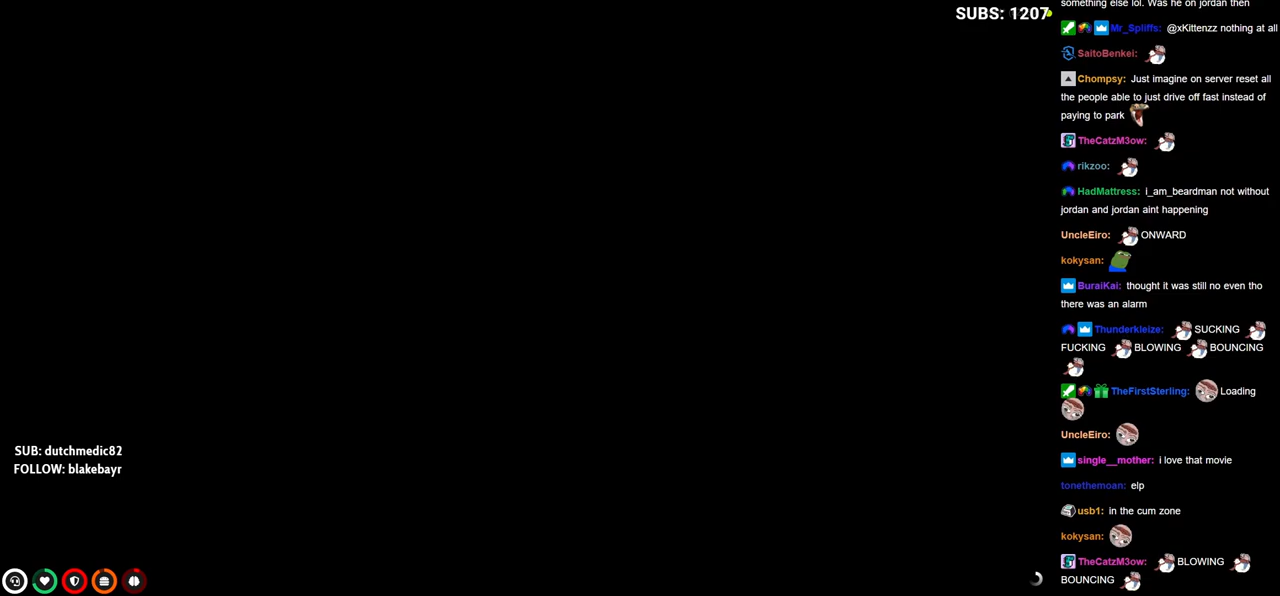 SUBS: 1207
something else lol. Was he on jordan then
Mr_Spliffs: @xKittenzz nothing at all
SaitoBenkei:
Chompsy: Just imagine on server reset all
the people able to just drive off fast instead of
paying to park
TheCatzM3ow:
rikzoo:
HadMattress: i_am_beardman not without
jordan and jordan aint happening
UncleEiro: ONWARD
kokysan:
BuraiKai: thought it was still no even tho
there was an alarm
Thunderkleize: SUCKING
FUCKING BLOWING BOUNCING
TheFirstSterling: Loading
UncleEiro:
single__mother: i love that movie
tonethemoan: elp
usb1: in the cum zone
kokysan:
TheCatzM3ow: BLOWING
BOUNCING
SUB: dutchmedic82
FOLLOW: blakebayr